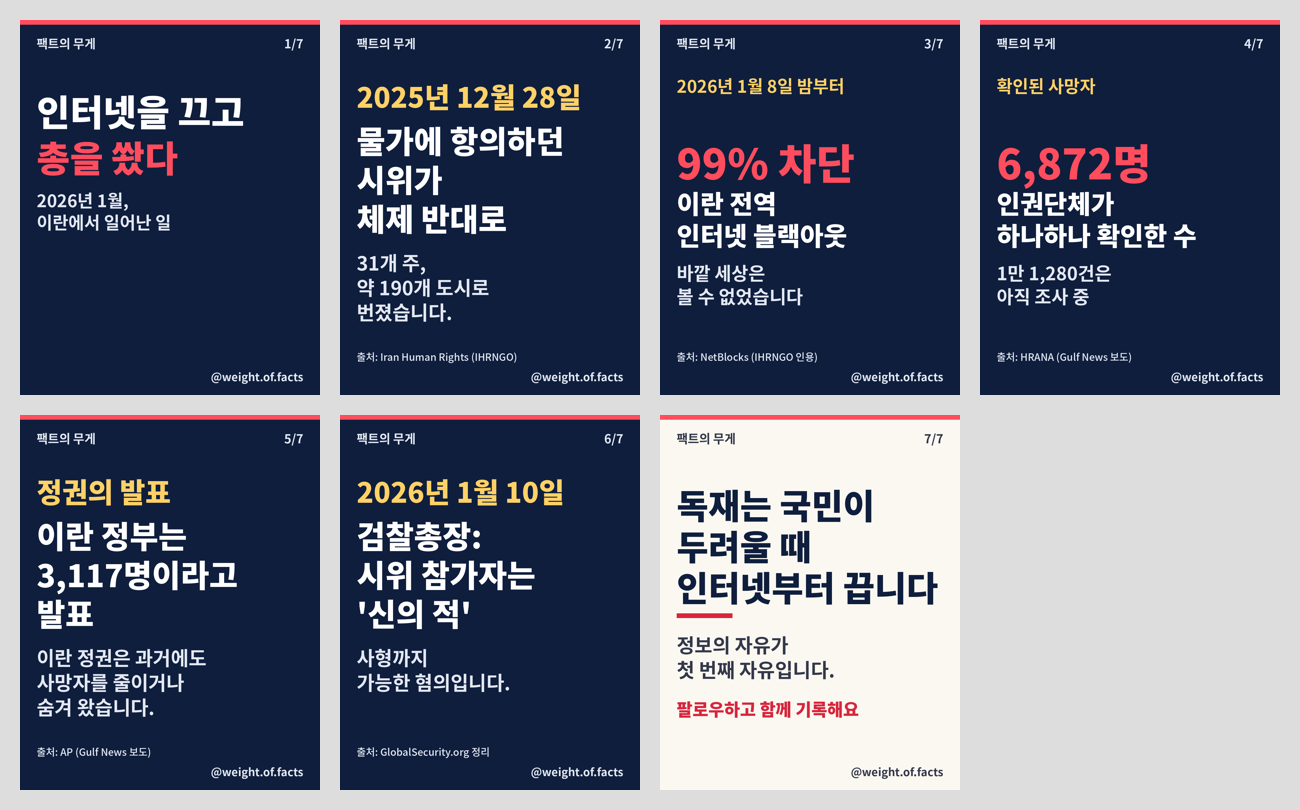 팩트의 무게
1/7
인터넷을 끄고
총을 쐈다
2026년 1월,
이란에서 일어난 일
@weight.of.facts
팩트의 무게
2/7
2025년 12월 28일
물가에 항의하던
시위가
체제 반대로
31개 주,
약 190개 도시로
번졌습니다.
출처: Iran Human Rights (IHRNGO)
@weight.of.facts
팩트의 무게
3/7
2026년 1월 8일 밤부터
99% 차단
이란 전역
인터넷 블랙아웃
바깥 세상은
볼 수 없었습니다
출처: NetBlocks (IHRNGO 인용)
@weight.of.facts
팩트의 무게
4/7
확인된 사망자
6,872명
인권단체가
하나하나 확인한 수
1만 1,280건은
아직 조사 중
출처: HRANA (Gulf News 보도)
@weight.of.facts
팩트의 무게
5/7
정권의 발표
이란 정부는
3,117명이라고
발표
이란 정권은 과거에도
사망자를 줄이거나
숨겨 왔습니다.
출처: AP (Gulf News 보도)
@weight.of.facts
팩트의 무게
6/7
2026년 1월 10일
검찰총장:
시위 참가자는
'신의 적'
사형까지
가능한 혐의입니다.
출처: GlobalSecurity.org 정리
@weight.of.facts
팩트의 무게
7/7
독재는 국민이
두려울 때
인터넷부터 끕니다
정보의 자유가
첫 번째 자유입니다.
팔로우하고 함께 기록해요
@weight.of.facts